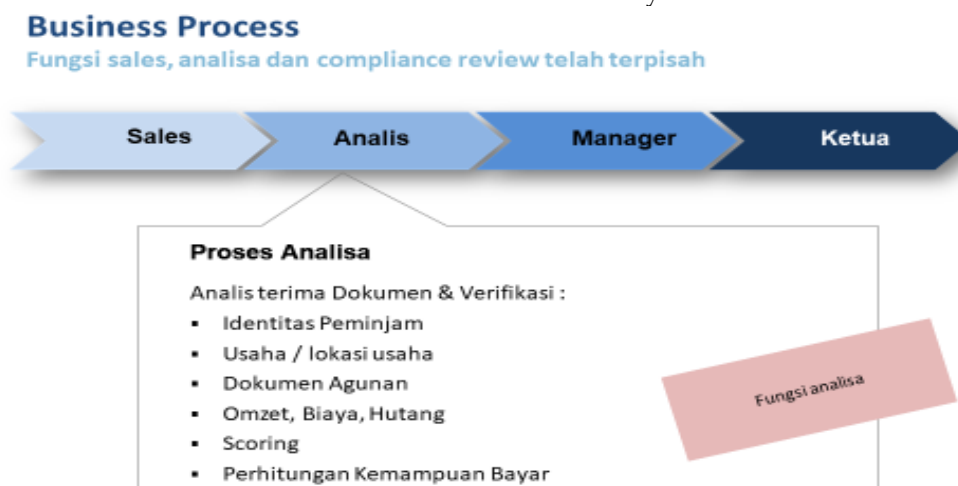 Business Process
Fungsi sales, analisa dan compliance review telah terpisah
Sales
Analis
Manager
Ketua
Proses Analisa
Analis terima Dokumen & Verifikasi :
▪ Identitas Peminjam
▪ Usaha / lokasi usaha
▪ Dokumen Agunan
▪ Omzet, Biaya, Hutang
▪ Scoring
▪ Perhitungan Kemampuan Bayar
Fungsi analisa